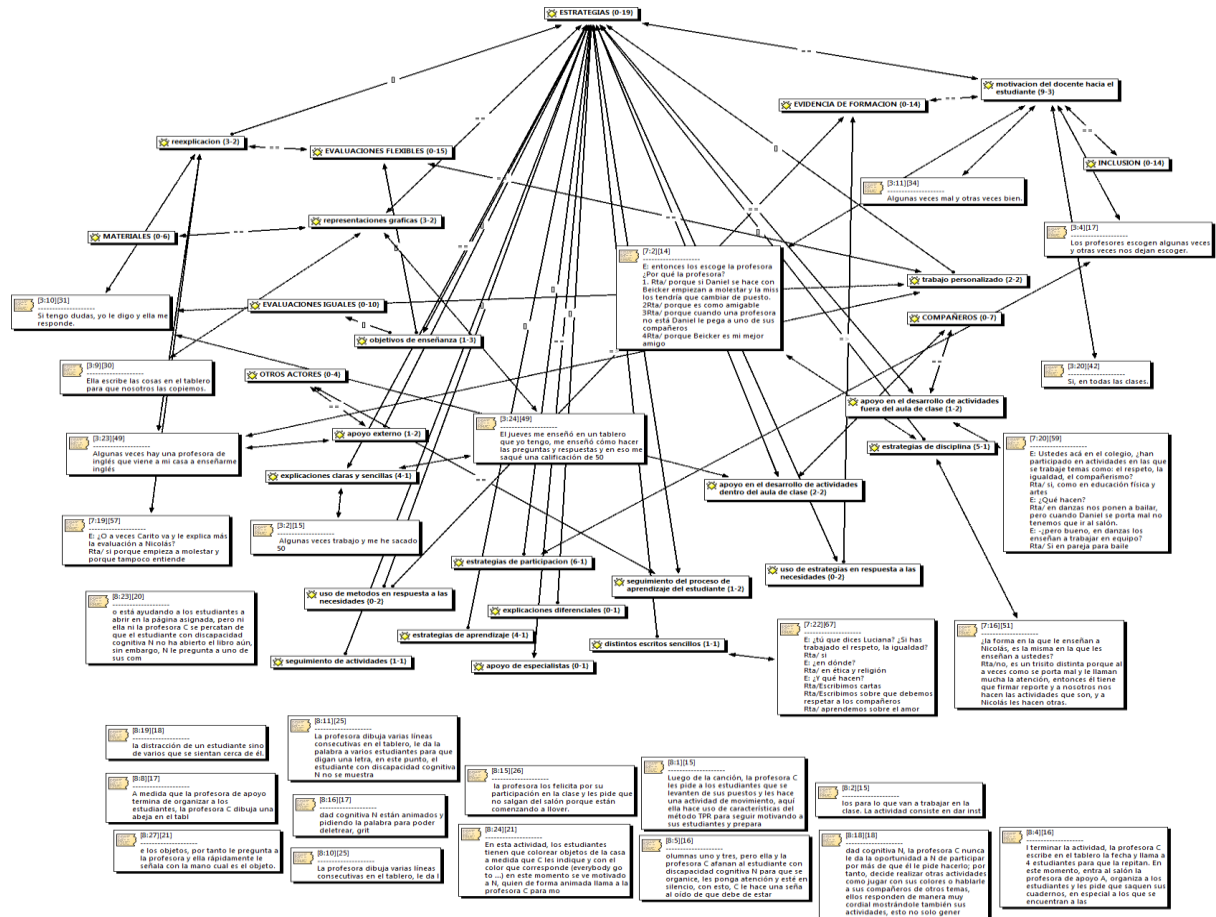 ESTRATEGIAS (0-19)
motivacion del docente hacia el
estudiante (9-3)
EVIDENCIA DE FORMACION (0-14)
reexplicacion (3-2)
EVALUACIONES FLEXIBLES (0-15)
INCLUSION (0-14)
[3:11][34]
Algunas veces mal y otras veces bien.
representaciones graficas (3-2)
MATERIALES (0-6)
[3:4][17]
Los profesores escogen algunas veces
y otras veces nos dejan escoger.
[7:2][14]
E: entonces los escoge la profesora
¿Por qué la profesora?
1. Rta/ porque si Daniel se hace con
Beicker empiezan a molestar y la miss
los tendría que cambiar de puesto.
2Rta/ porque es como amigable
3Rta/ porque cuando una profesora
no está Daniel le pega a uno de sus
compañeros
4Rta/ porque Beicker es mi mejor
amigo
trabajo personalizado (2-2)
[3:10][31]
Si tengo dudas, yo le digo y ella me
responde.
EVALUACIONES IGUALES (0-10)
COMPAÑEROS (0-7)
objetivos de enseñanza (1-3)
[3:9][30]
Ella escribe las cosas en el tablero
para que nosotros las copiemos.
OTROS ACTORES (0-4)
[3:20][42]
Si, en todas las clases.
apoyo en el desarrollo de actividades
fuera del aula de clase (1-2)
[3:24][49]
El jueves me enseñó en un tablero
que yo tengo, me enseñó cómo hacer
las preguntas y respuestas y en eso me
saqué una calificación de 50
[3:23][49]
Algunas veces hay una profesora de
inglés que viene a mi casa a enseñarme
inglés
apoyo externo (1-2)
estrategias de disciplina (5-1)
[7:20][59]
E: Ustedes acá en el colegio, ¿han
participado en actividades en las que
se trabaje temas como: el respeto, la
igualdad, el compañerismo?
Rta/ si, como en educación física y
artes
E: ¿Qué hacen?
Rta/ en danzas nos ponen a bailar,
pero cuando Daniel se porta mal no
tenemos que ir al salón.
E: -¿pero bueno, en danzas los
enseñan a trabajar en equipo?
Rta/ Si en pareja para baile
explicaciones claras y sencillas (4-1)
apoyo en el desarrollo de actividades
dentro del aula de clase (2-2)
[7:19][57]
E: ¿O a veces Carito va y le explica más
la evaluación a Nicolás?
Rta/ si porque empieza a molestar y
porque tampoco entiende
[3:2][15]
Algunas veces trabajo y me he sacado
50
estrategias de participacion (6-1)
uso de estrategias en respuesta a las
necesidades (0-2)
seguimiento del proceso de
aprendizaje del estudiante (1-2)
uso de metodos en respuesta a las
necesidades (0-2)
explicaciones diferenciales (0-1)
[8:23][20]
o está ayudando a los estudiantes a
abrir en la página asignada, pero ni
ella ni la profesora C se percatan de
que el estudiante con discapacidad
cognitiva N no ha abierto el libro aún,
sin embargo, N le pregunta a uno de
sus com
estrategias de aprendizaje (4-1)
distintos escritos sencillos (1-1)
seguimiento de actividades (1-1)
apoyo de especialistas (0-1)
[7:22][67]
E: ¿tú que dices Luciana? ¿Si has
trabajado el respeto, la igualdad?
Rta/ si
E: ¿en dónde?
Rta/ en ética y religión
E: ¿Y qué hacen?
Rta/Escribimos cartas
Rta/Escribimos sobre que debemos
respetar a los compañeros
Rta/ aprendemos sobre el amor
[7:16][51]
¿la forma en la que le enseñan a
Nicolás, es la misma en la que les
enseñan a ustedes?
Rta/no, es un trisito distinta porque al
a veces como se porta mal y le llaman
mucha la atención, entonces él tiene
que firmar reporte y a nosotros nos
hacen las actividades que son, y a
Nicolás les hacen otras.
[8:19][18]
la distracción de un estudiante sino
de varios que se sientan cerca de él.
[8:11][25]
La profesora dibuja varias líneas
consecutivas en el tablero, le da la
palabra a varios estudiantes para que
digan una letra, en este punto, el
estudiante con discapacidad cognitiva
N no se muestra
[8:8][17]
A medida que la profesora de apoyo
termina de organizar a los
estudiantes, la profesora C dibuja una
abeja en el tabl
[8:15][26]
la profesora los felicita por su
participación en la clase y les pide que
no salgan del salón porque están
comenzando a llover.
[8:1][15]
Luego de la canción, la profesora C
les pide a los estudiantes que se
levanten de sus puestos y les hace
una actividad de movimiento, aquí
ella hace uso de características del
método TPR para seguir motivando a
sus estudiantes y prepara
[8:2][15]
los para lo que van a trabajar en la
clase. La actividad consiste en dar inst
[8:16][17]
dad cognitiva N están animados y
pidiendo la palabra para poder
deletrear, grit
[8:27][21]
e los objetos, por tanto le pregunta a
la profesora y ella rápidamente le
señala con la mano cual es el objeto.
[8:10][25]
La profesora dibuja varias líneas
consecutivas en el tablero, le da l
[8:24][21]
En esta actividad, los estudiantes
tienen que colorear objetos de la casa
a medida que C les indique y con el
color que corresponde (everybody go
to ...) en este momento se ve motivado
a N, quien de forma animada llama a la
profesora C para mo
[8:5][16]
olumnas uno y tres, pero ella y la
profesora C afanan al estudiante con
discapacidad cognitiva N para que se
organice, les ponga atención y esté en
silencio, con esto, C le hace una seña
al oído de que debe de estar
[8:18][18]
dad cognitiva N, la profesora C nunca
le da la oportunidad a N de participar
por más de que él le pide hacerlo; por
tanto, decide realizar otras actividades
como jugar con sus colores o hablarle
a sus compañeros de otros temas,
ellos responden de manera muy
cordial mostrándole también sus
actividades, esto no solo gener
[8:4][16]
l terminar la actividad, la profesora C
escribe en el tablero la fecha y llama a
4 estudiantes para que la repitan. En
este momento, entra al salón la
profesora de apoyo A, organiza a los
estudiantes y les pide que saquen sus
cuadernos, en especial a los que se
encuentran a las